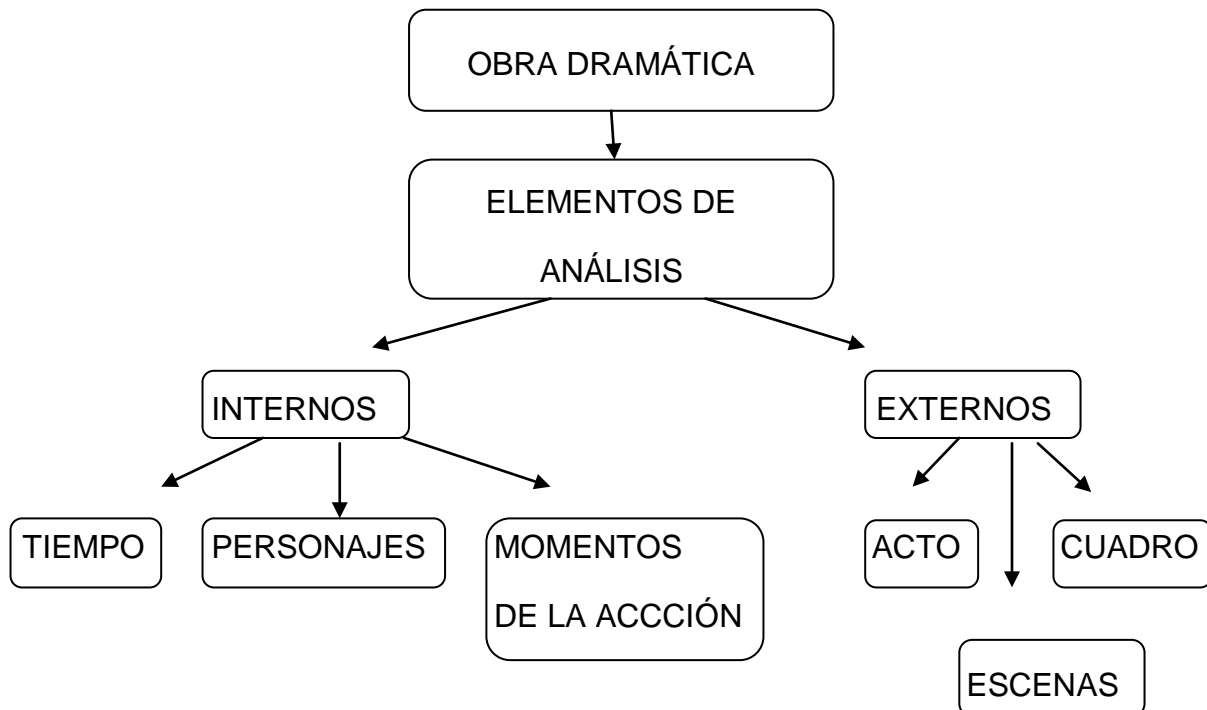 OBRA DRAMÁTICA
ELEMENTOS DE
ANÁLISIS
INTERNOS
EXTERNOS
TIEMPO
PERSONAJES
MOMENTOS
DE LA ACCCIÓN
ACTO
CUADRO
ESCENAS